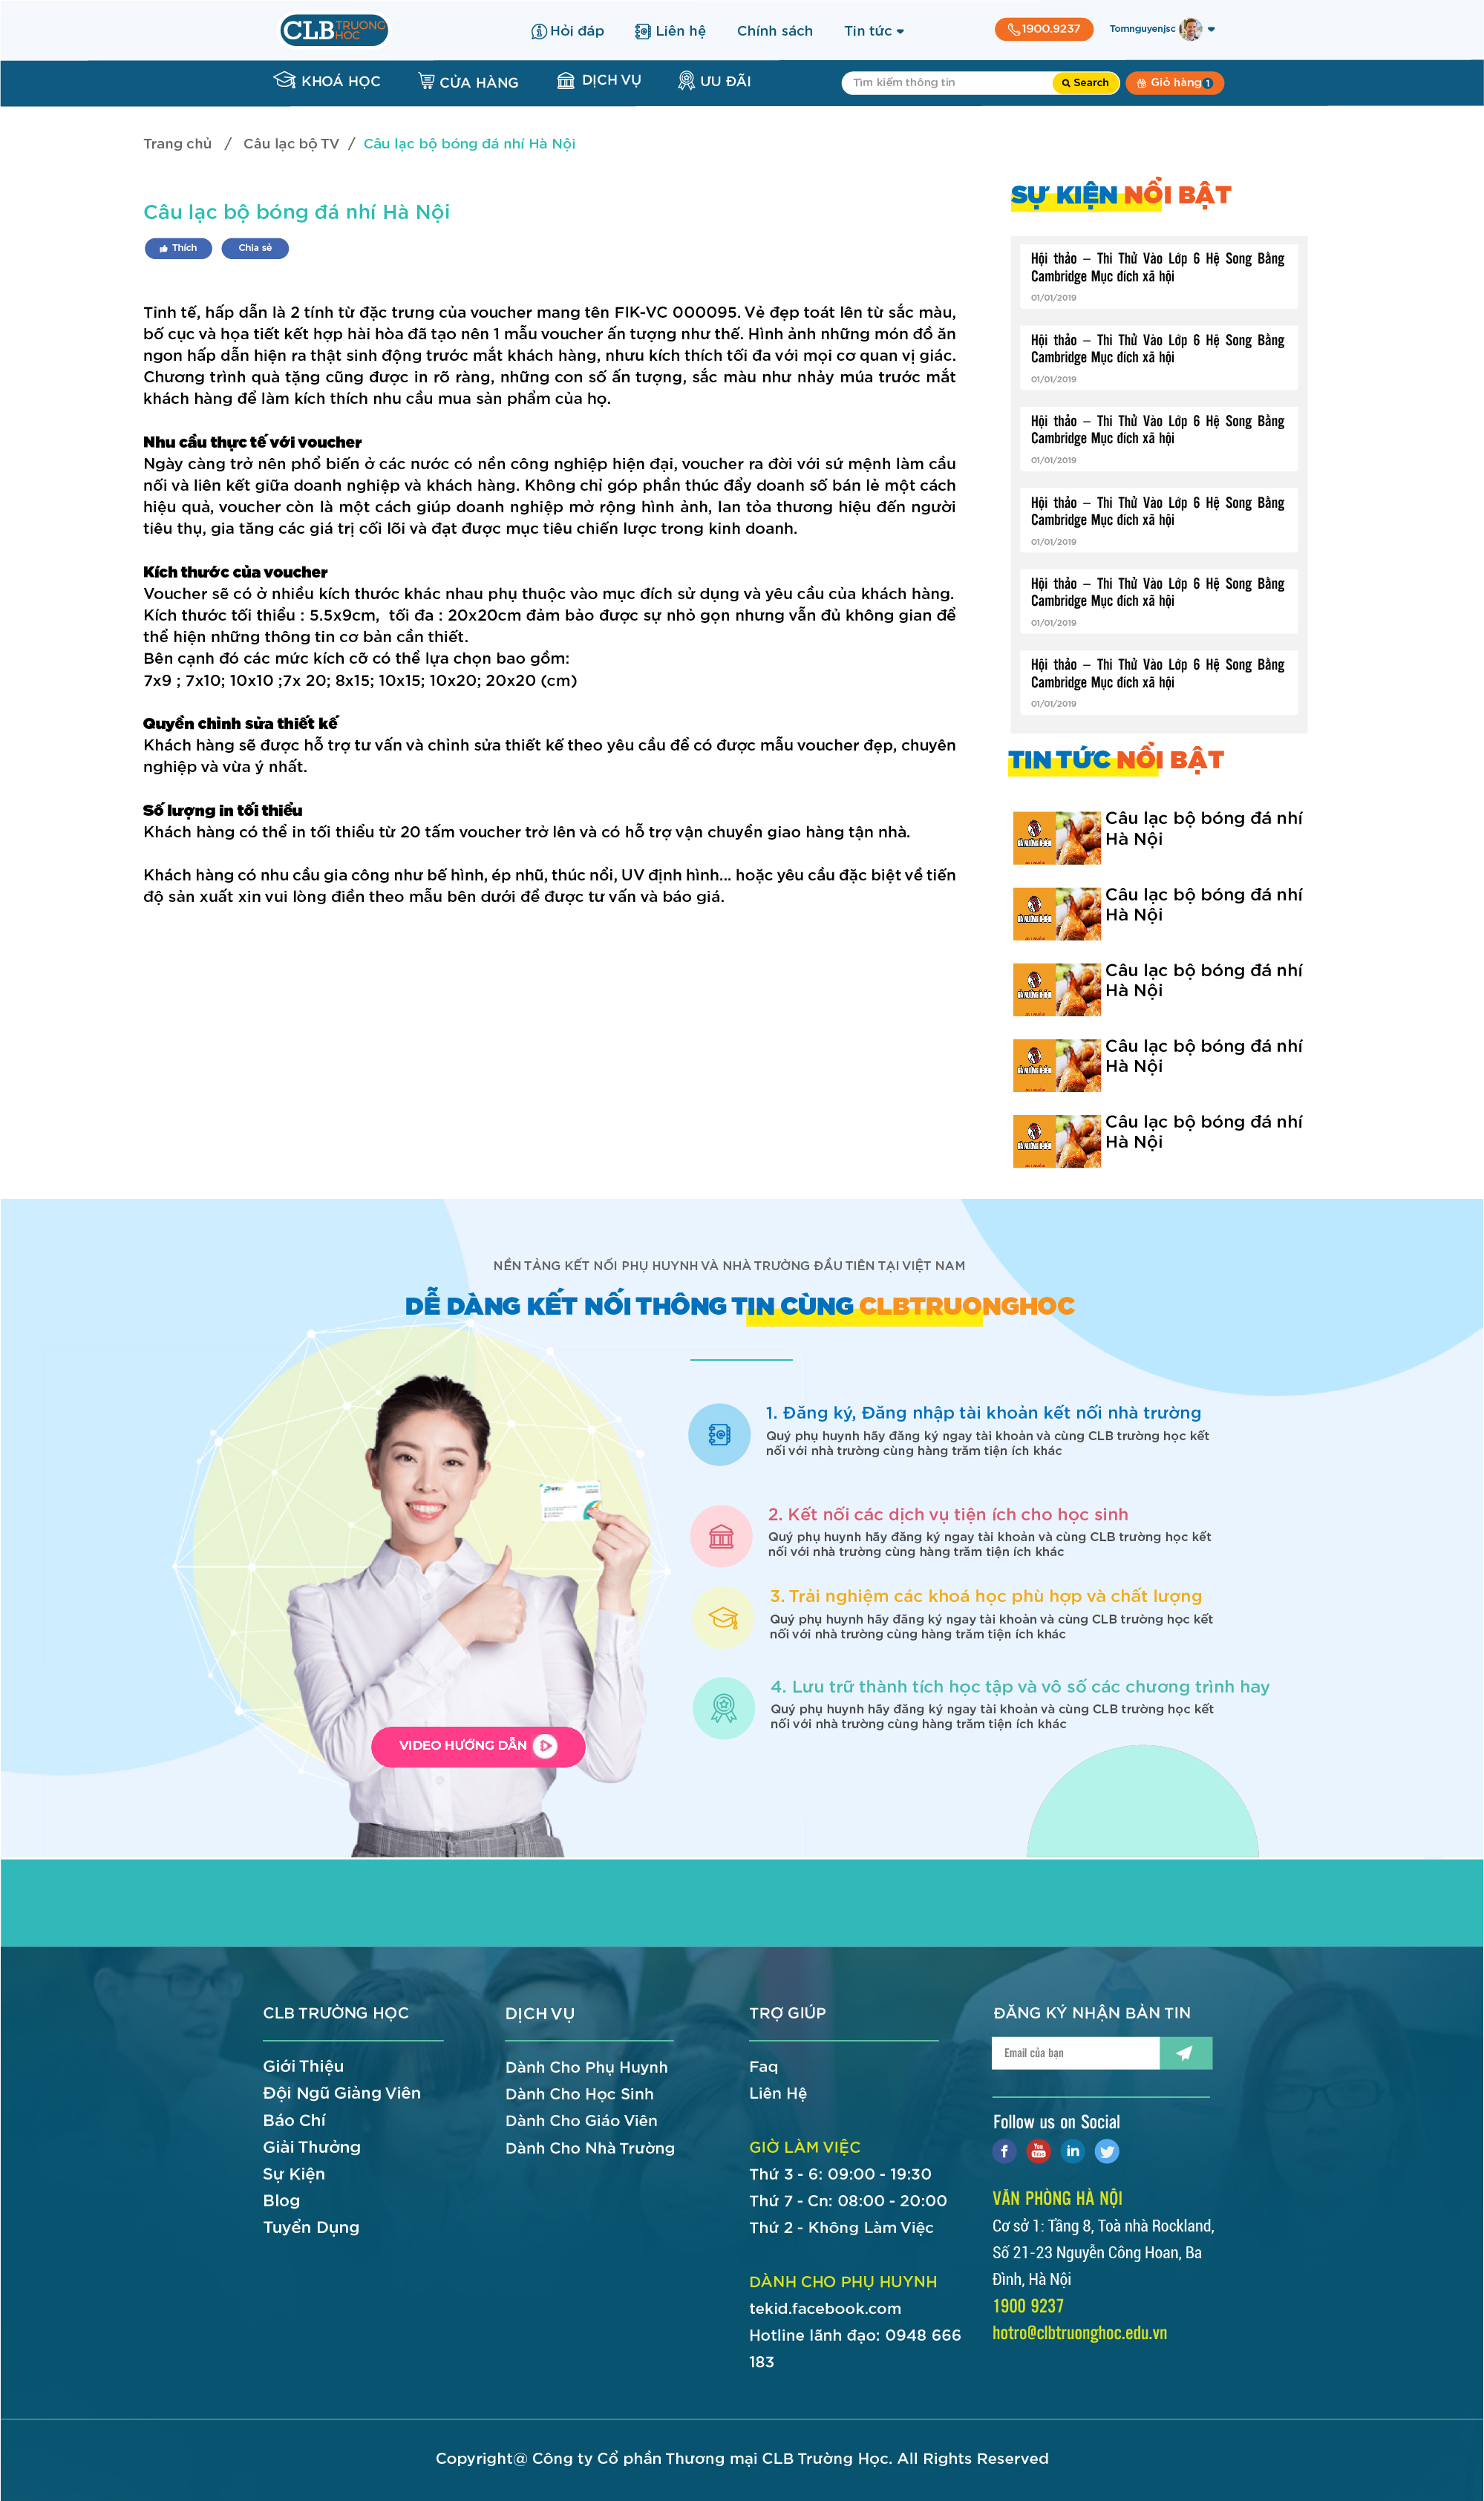 CLB TRUONG HOC
Hỏi đáp
Liên hệ
Chính sách
Tin tức
1900.9237
Tomnguyenjsc
KHOÁ HỌC
CỬA HÀNG
DỊCH VỤ
ƯU ĐÃI
Tìm kiếm thông tin
Search
Giỏ hàng 1
Trang chủ / Câu lạc bộ TV / Câu lạc bộ bóng đá nhí Hà Nội
Câu lạc bộ bóng đá nhí Hà Nội
Thích
Chia sẻ
Tinh tế, hấp dẫn là 2 tính từ đặc trưng của voucher mang tên FIK-VC 000095. Vẻ đẹp toát lên từ sắc màu,
bố cục và họa tiết kết hợp hài hòa đã tạo nên 1 mẫu voucher ấn tượng như thế. Hình ảnh những món đồ ăn
ngon hấp dẫn hiện ra thật sinh động trước mắt khách hàng, nhưu kích thích tối đa với mọi cơ quan vị giác.
Chương trình quà tặng cũng được in rõ ràng, những con số ấn tượng, sắc màu như nhảy múa trước mắt
khách hàng để làm kích thích nhu cầu mua sản phẩm của họ.
Nhu cầu thực tế với voucher
Ngày càng trở nên phổ biến ở các nước có nền công nghiệp hiện đại, voucher ra đời với sứ mệnh làm cầu
nối và liên kết giữa doanh nghiệp và khách hàng. Không chỉ góp phần thúc đẩy doanh số bán lẻ một cách
hiệu quả, voucher còn là một cách giúp doanh nghiệp mở rộng hình ảnh, lan tỏa thương hiệu đến người
tiêu thụ, gia tăng các giá trị cối lõi và đạt được mục tiêu chiến lược trong kinh doanh.
Kích thước của voucher
Voucher sẽ có ở nhiều kích thước khác nhau phụ thuộc vào mục đích sử dụng và yêu cầu của khách hàng.
Kích thước tối thiểu : 5.5x9cm, tối đa : 20x20cm đảm bảo được sự nhỏ gọn nhưng vẫn đủ không gian để
thể hiện những thông tin cơ bản cần thiết.
Bên cạnh đó các mức kích cỡ có thể lựa chọn bao gồm:
7x9 ; 7x10; 10x10 ;7x 20; 8x15; 10x15; 10x20; 20x20 (cm)
Quyền chỉnh sửa thiết kế
Khách hàng sẽ được hỗ trợ tư vấn và chỉnh sửa thiết kế theo yêu cầu để có được mẫu voucher đẹp, chuyên
nghiệp và vừa ý nhất.
Số lượng in tối thiểu
Khách hàng có thể in tối thiểu từ 20 tấm voucher trở lên và có hỗ trợ vận chuyển giao hàng tận nhà.
Khách hàng có nhu cầu gia công như bế hình, ép nhũ, thúc nổi, UV định hình... hoặc yêu cầu đặc biệt về tiến
độ sản xuất xin vui lòng điền theo mẫu bên dưới để được tư vấn và báo giá.
SỰ KIỆN NỔI BẬT
Hội thảo – Thi Thử Vào Lớp 6 Hệ Song Bằng
Cambridge Mục đích xã hội
01/01/2019
Hội thảo – Thi Thử Vào Lớp 6 Hệ Song Bằng
Cambridge Mục đích xã hội
01/01/2019
Hội thảo – Thi Thử Vào Lớp 6 Hệ Song Bằng
Cambridge Mục đích xã hội
01/01/2019
Hội thảo – Thi Thử Vào Lớp 6 Hệ Song Bằng
Cambridge Mục đích xã hội
01/01/2019
Hội thảo – Thi Thử Vào Lớp 6 Hệ Song Bằng
Cambridge Mục đích xã hội
01/01/2019
Hội thảo – Thi Thử Vào Lớp 6 Hệ Song Bằng
Cambridge Mục đích xã hội
01/01/2019
TIN TỨC NỔI BẬT
Câu lạc bộ bóng đá nhí
Hà Nội
Câu lạc bộ bóng đá nhí
Hà Nội
Câu lạc bộ bóng đá nhí
Hà Nội
Câu lạc bộ bóng đá nhí
Hà Nội
Câu lạc bộ bóng đá nhí
Hà Nội
NỀN TẢNG KẾT NỐI PHỤ HUYNH VÀ NHÀ TRƯỜNG ĐẦU TIÊN TẠI VIỆT NAM
DỄ DÀNG KẾT NỐI THÔNG TIN CÙNG CLBTRUONGHOC
1. Đăng ký, Đăng nhập tài khoản kết nối nhà trường
Quý phụ huynh hãy đăng ký ngay tài khoản và cùng CLB trường học kết
nối với nhà trường cùng hàng trăm tiện ích khác
2. Kết nối các dịch vụ tiện ích cho học sinh
Quý phụ huynh hãy đăng ký ngay tài khoản và cùng CLB trường học kết
nối với nhà trường cùng hàng trăm tiện ích khác
3. Trải nghiệm các khoá học phù hợp và chất lượng
Quý phụ huynh hãy đăng ký ngay tài khoản và cùng CLB trường học kết
nối với nhà trường cùng hàng trăm tiện ích khác
4. Lưu trữ thành tích học tập và vô số các chương trình hay
Quý phụ huynh hãy đăng ký ngay tài khoản và cùng CLB trường học kết
nối với nhà trường cùng hàng trăm tiện ích khác
VIDEO HƯỚNG DẪN
CLB TRƯỜNG HỌC
Giới Thiệu
Đội Ngũ Giảng Viên
Báo Chí
Giải Thưởng
Sự Kiện
Blog
Tuyển Dụng
DỊCH VỤ
Dành Cho Phụ Huynh
Dành Cho Học Sinh
Dành Cho Giáo Viên
Dành Cho Nhà Trường
TRỢ GIÚP
Faq
Liên Hệ
GIỜ LÀM VIỆC
Thứ 3 - 6: 09:00 - 19:30
Thứ 7 - Cn: 08:00 - 20:00
Thứ 2 - Không Làm Việc
DÀNH CHO PHỤ HUYNH
tekid.facebook.com
Hotline lãnh đạo: 0948 666
183
ĐĂNG KÝ NHẬN BẢN TIN
Email của bạn
Follow us on Social
VĂN PHÒNG HÀ NỘI
Cơ sở 1: Tầng 8, Toà nhà Rockland,
Số 21-23 Nguyễn Công Hoan, Ba
Đình, Hà Nội
1900 9237
hotro@clbtruonghoc.edu.vn
Copyright@ Công ty Cổ phần Thương mại CLB Trường Học. All Rights Reserved